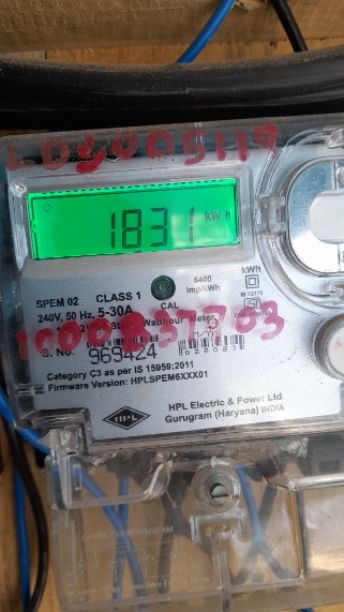 LDS005119
1831 kWh
6400 Imp/kWh
kWh
SPEM 02 CLASS 1
240V, 50 Hz, 5-30A CAL
1000837703
S. No. 969424
Category C3 as per IS 15959:2011
Firmware Version: HPLSPEM6XXX01
HPL
HPL Electric & Power Ltd.
Gurugram (Haryana) INDIA